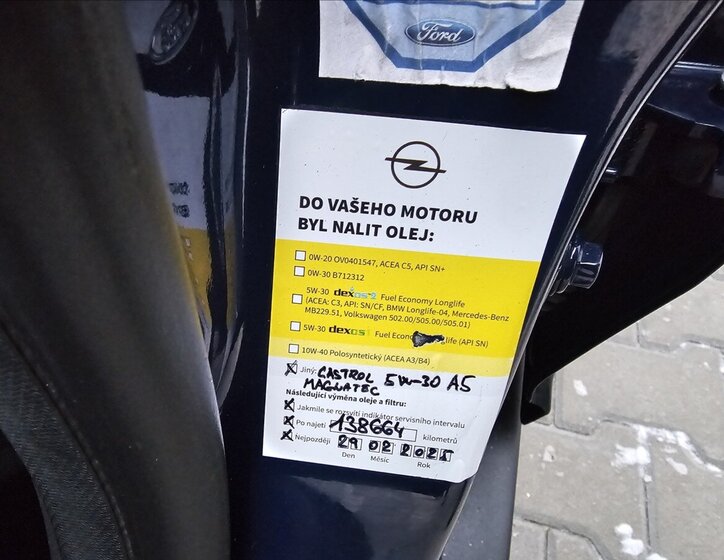 Ford
DO VAŠEHO MOTORU
BYL NALIT OLEJ:
0W-20 OV0401547, ACEA C5, API SN+
0W-30 B712312
5W-30 dexos 2 Fuel Economy Longlife
(ACEA: C3, API: SN/CF, BMW Longlife-04, Mercedes-Benz
MB229.51, Volkswagen 502.00/505.00/505.01)
5W-30 dexos1 Fuel Longlife (API SN)
10W-40 Polosyntetický (ACEA A3/B4)
Jiný: CASTROL 5W-30 A5
MAGNATEC
Následující výměna oleje a filtru:
Jakmile se rozsvítí indikátor servisního intervalu
Po najetí 138664 kilometrů
Nejpozději 29 02 2025
Den Měsíc Rok